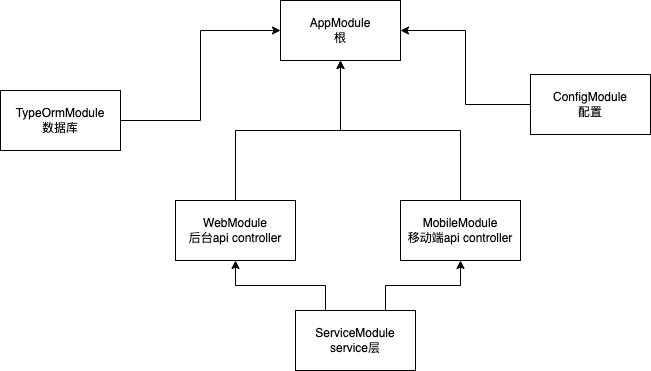 AppModule
根
TypeOrmModule
数据库
ConfigModule
配置
WebModule
后台api controller
MobileModule
移动端api controller
ServiceModule
service层